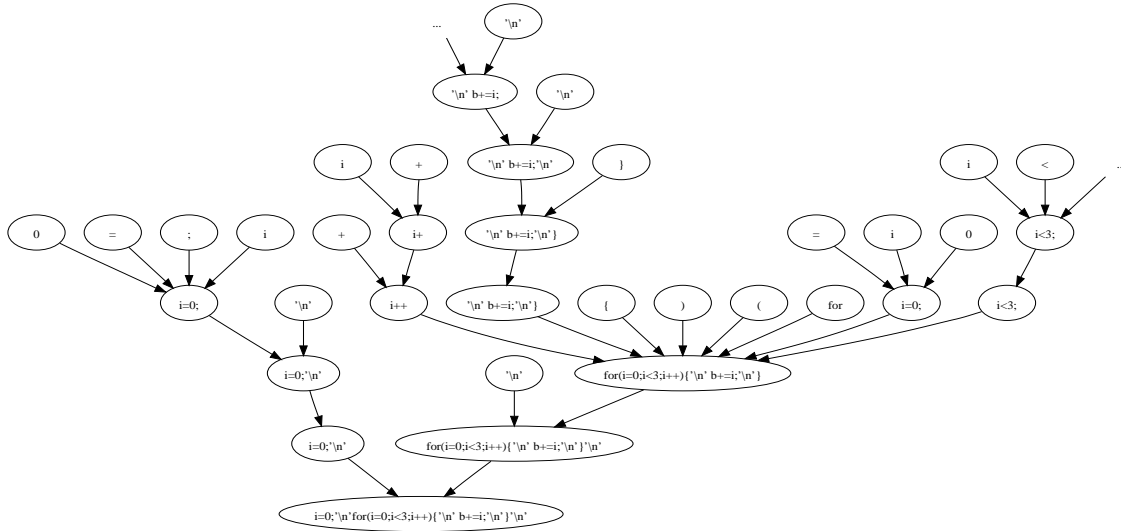 ... '\n'
'\n' b+=i; '\n'
i + '\n' b+=i;'\n' } i < ...
0 = ; i + i+ '\n' b+=i;'\n'} = i 0 i<3;
i=0; '\n' i++ '\n' b+=i;'\n'} { ) ( for i=0; i<3;
i=0;'\n' '\n' for(i=0;i<3;i++){'\n' b+=i;'\n'}
i=0;'\n' for(i=0;i<3;i++){'\n' b+=i;'\n'}'\n'
i=0;'\n'for(i=0;i<3;i++){'\n' b+=i;'\n'}'\n'